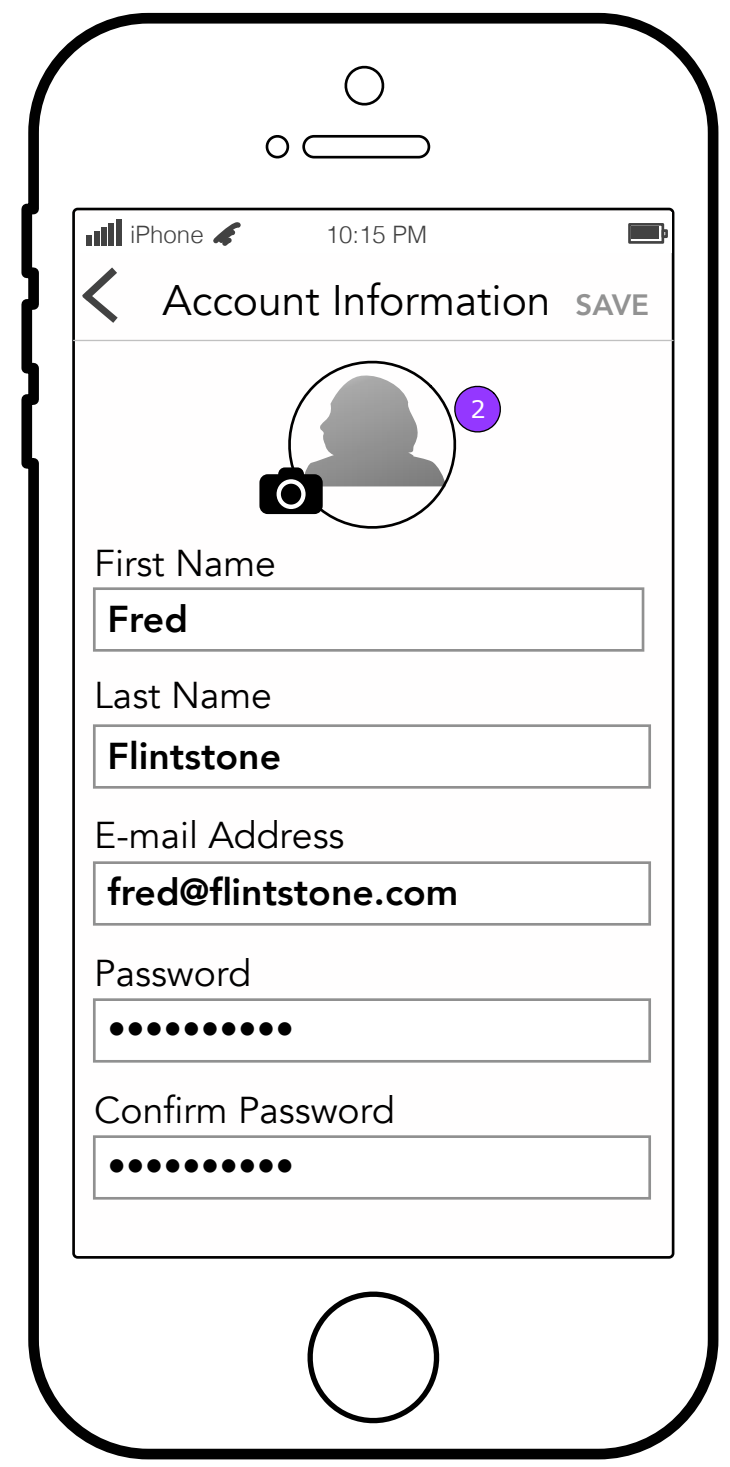 iPhone 10:15 PM
Account Information SAVE
2
First Name
Fred
Last Name
Flintstone
E-mail Address
fred@flintstone.com
Password
••••••••••
Confirm Password
••••••••••